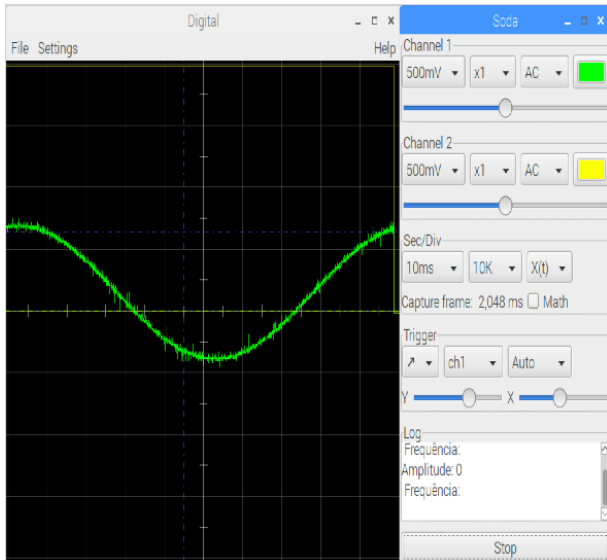 Digital
File Settings Help
Soda
Channel 1
500mV x1 AC
Channel 2
500mV x1 AC
Sec/Div
10ms 10K X(t)
Capture frame: 2,048 ms Math
Trigger
↗ ch1 Auto
Y X
Log
Frequência:
Amplitude: 0
Frequência:
Stop